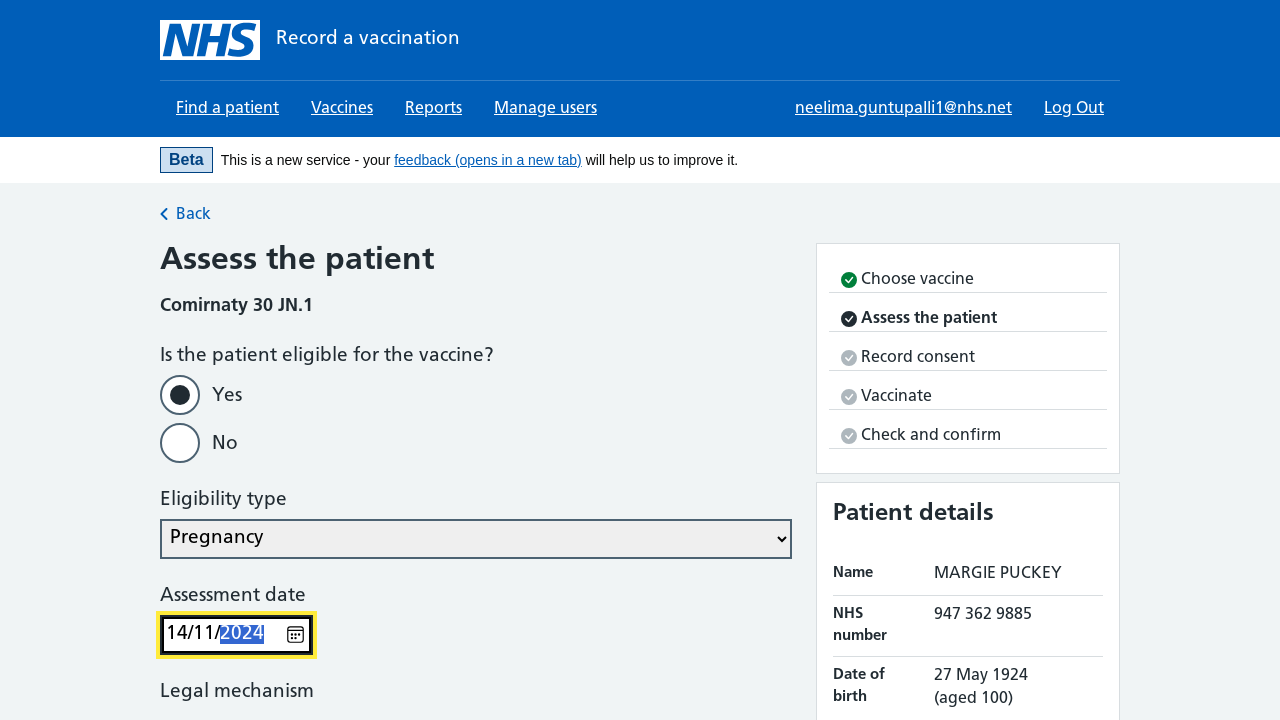 NHS
Record a vaccination
Find a patient
Vaccines
Reports
Manage users
neelima.guntupalli1@nhs.net
Log Out
Beta
This is a new service - your feedback (opens in a new tab) will help us to improve it.
Back
Assess the patient
Comirnaty 30 JN.1
Is the patient eligible for the vaccine?
Yes
No
Eligibility type
Pregnancy
Assessment date
14/11/2024
Legal mechanism
Choose vaccine
Assess the patient
Record consent
Vaccinate
Check and confirm
Patient details
Name
MARGIE PUCKEY
NHS number
947 362 9885
Date of birth
27 May 1924
(aged 100)